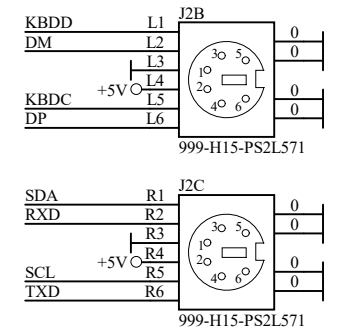 J2B
KBDD L1 0
DM L2 3 5 0
L3 1
+5V L4 2
KBDC L5 0
DP L6 4 6 0
999-H15-PS2L571
J2C
SDA R1 0
RXD R2 3 5 0
R3 1
+5V R4 2
SCL R5 0
TXD R6 4 6 0
999-H15-PS2L571